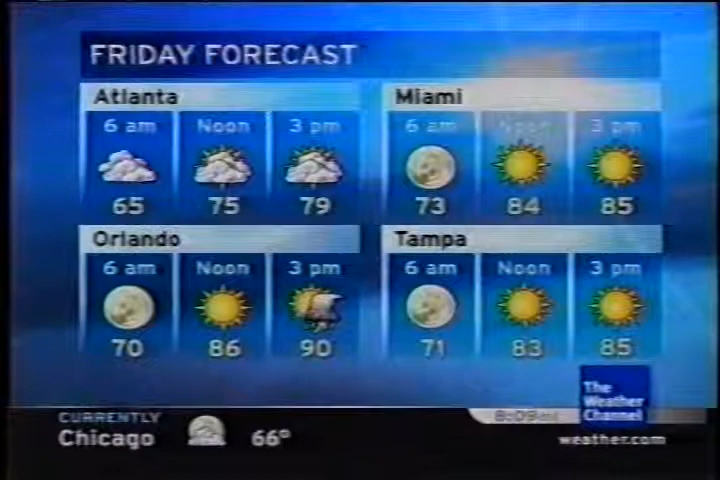 FRIDAY FORECAST
Atlanta
6 am Noon 3 pm
65 75 79
Miami
6 am Noon 3 pm
73 84 85
Orlando
6 am Noon 3 pm
70 86 90
Tampa
6 am Noon 3 pm
71 83 85
The
Weather
Channel
CURRENTLY
Chicago 66°
8:09
weather.com